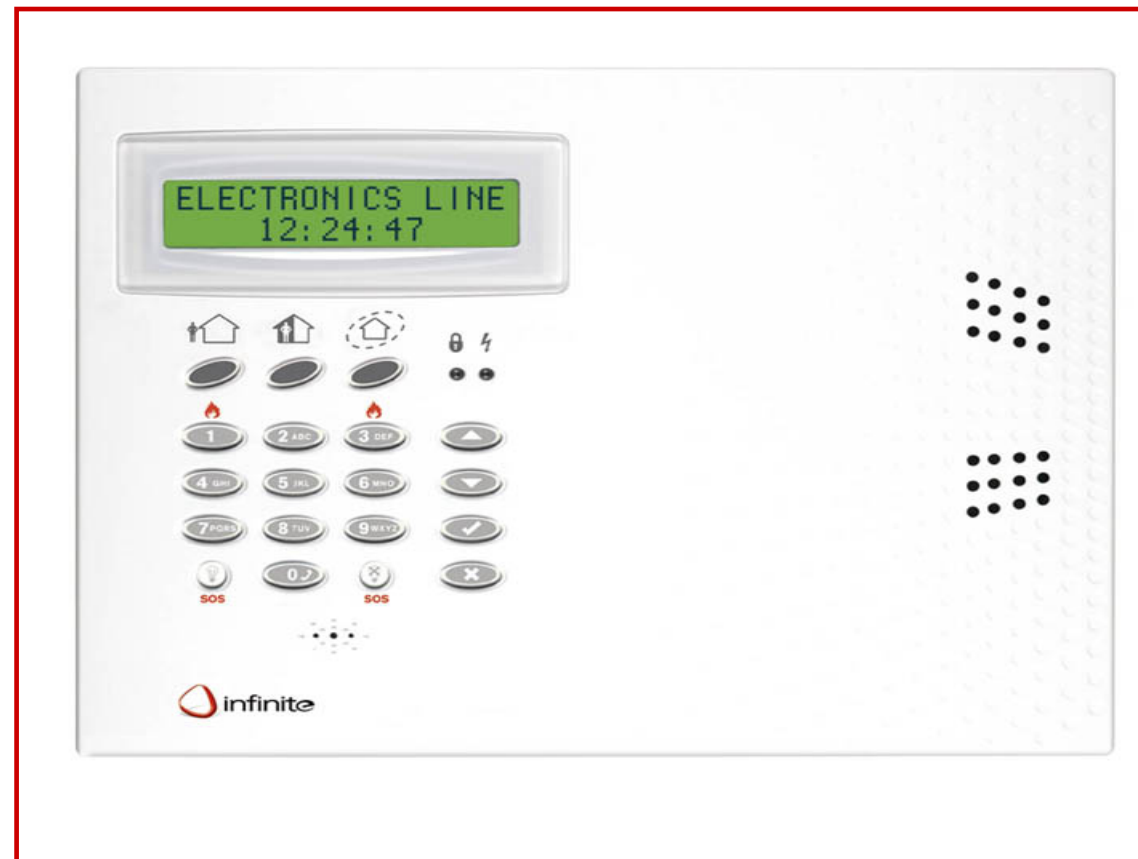 ELECTRONICS LINE
12:24:47
1 2 ABC 3 DEF
4 GHI 5 JKL 6 MNO
7 PQRS 8 TUV 9 WXYZ
0
SOS SOS
infinite